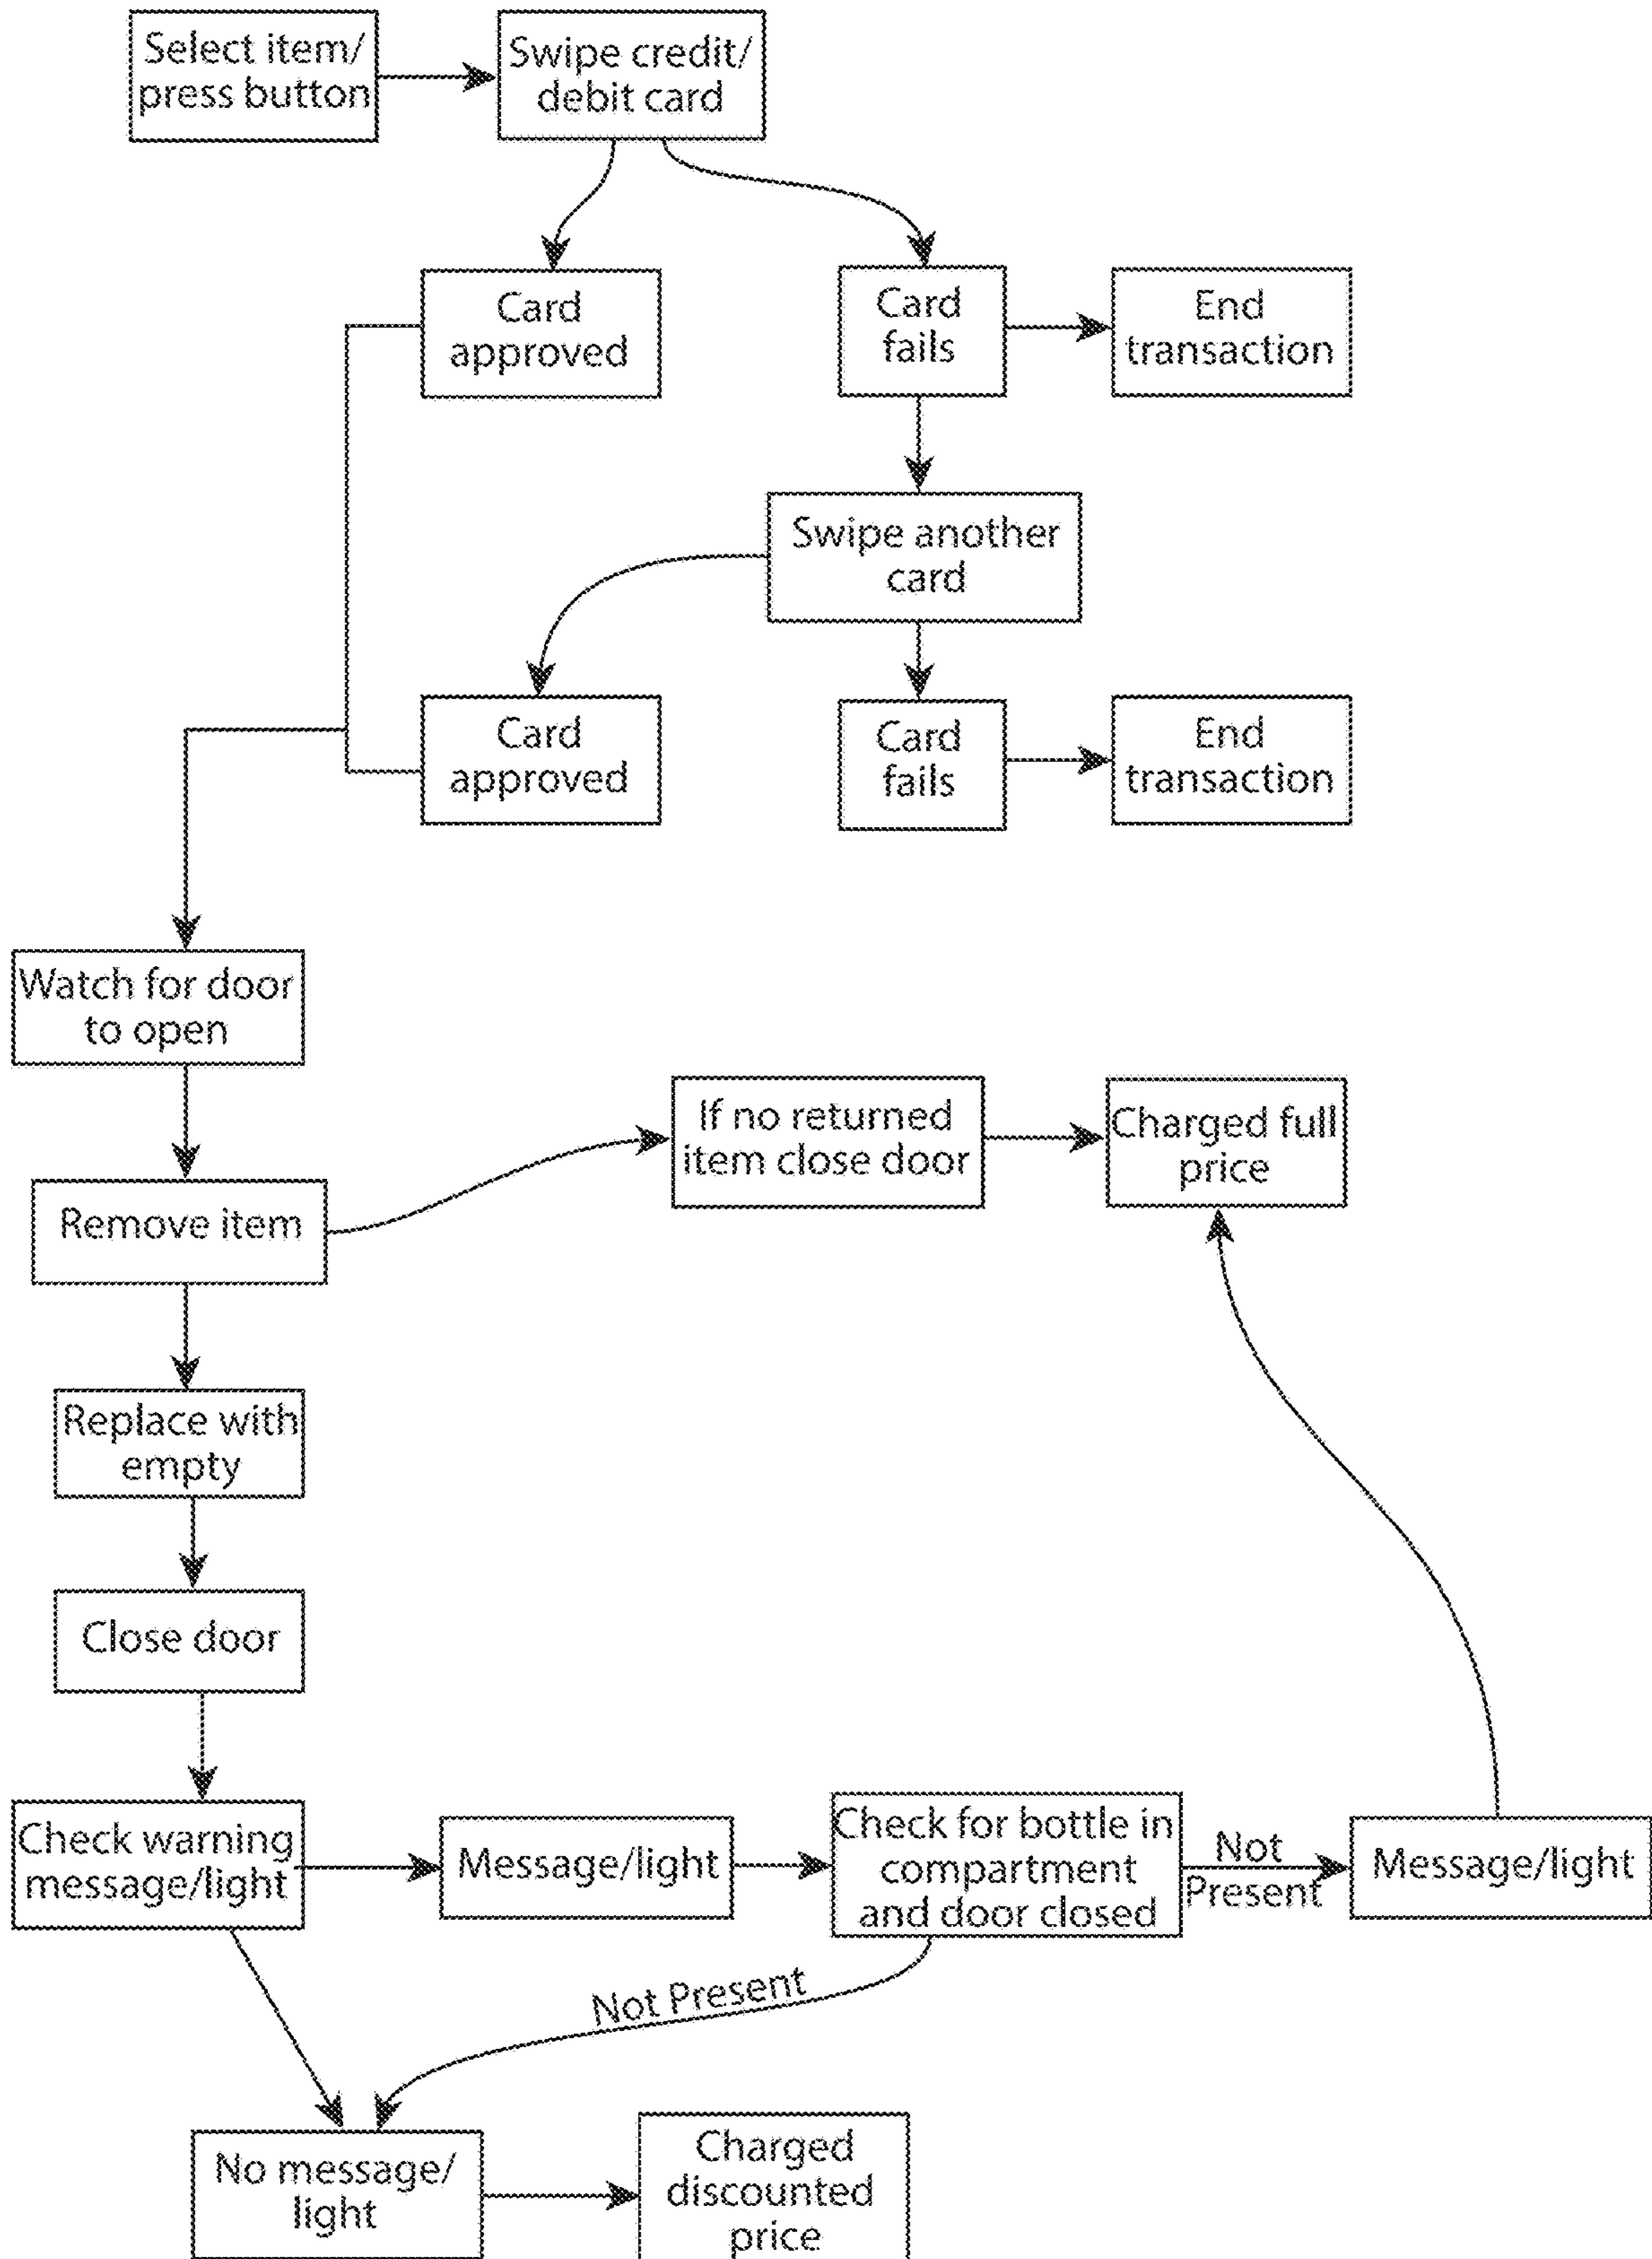 Select item/
press button
Swipe credit/
debit card
Card
approved
Card
fails
End
transaction
Swipe another
card
Card
approved
Card
fails
End
transaction
Watch for door
to open
If no returned
item close door
Charged full
price
Remove item
Replace with
empty
Close door
Check warning
message/light
Message/light
Check for bottle in
compartment
and door closed
Not
Present
Message/light
Not Present
No message/
light
Charged
discounted
price